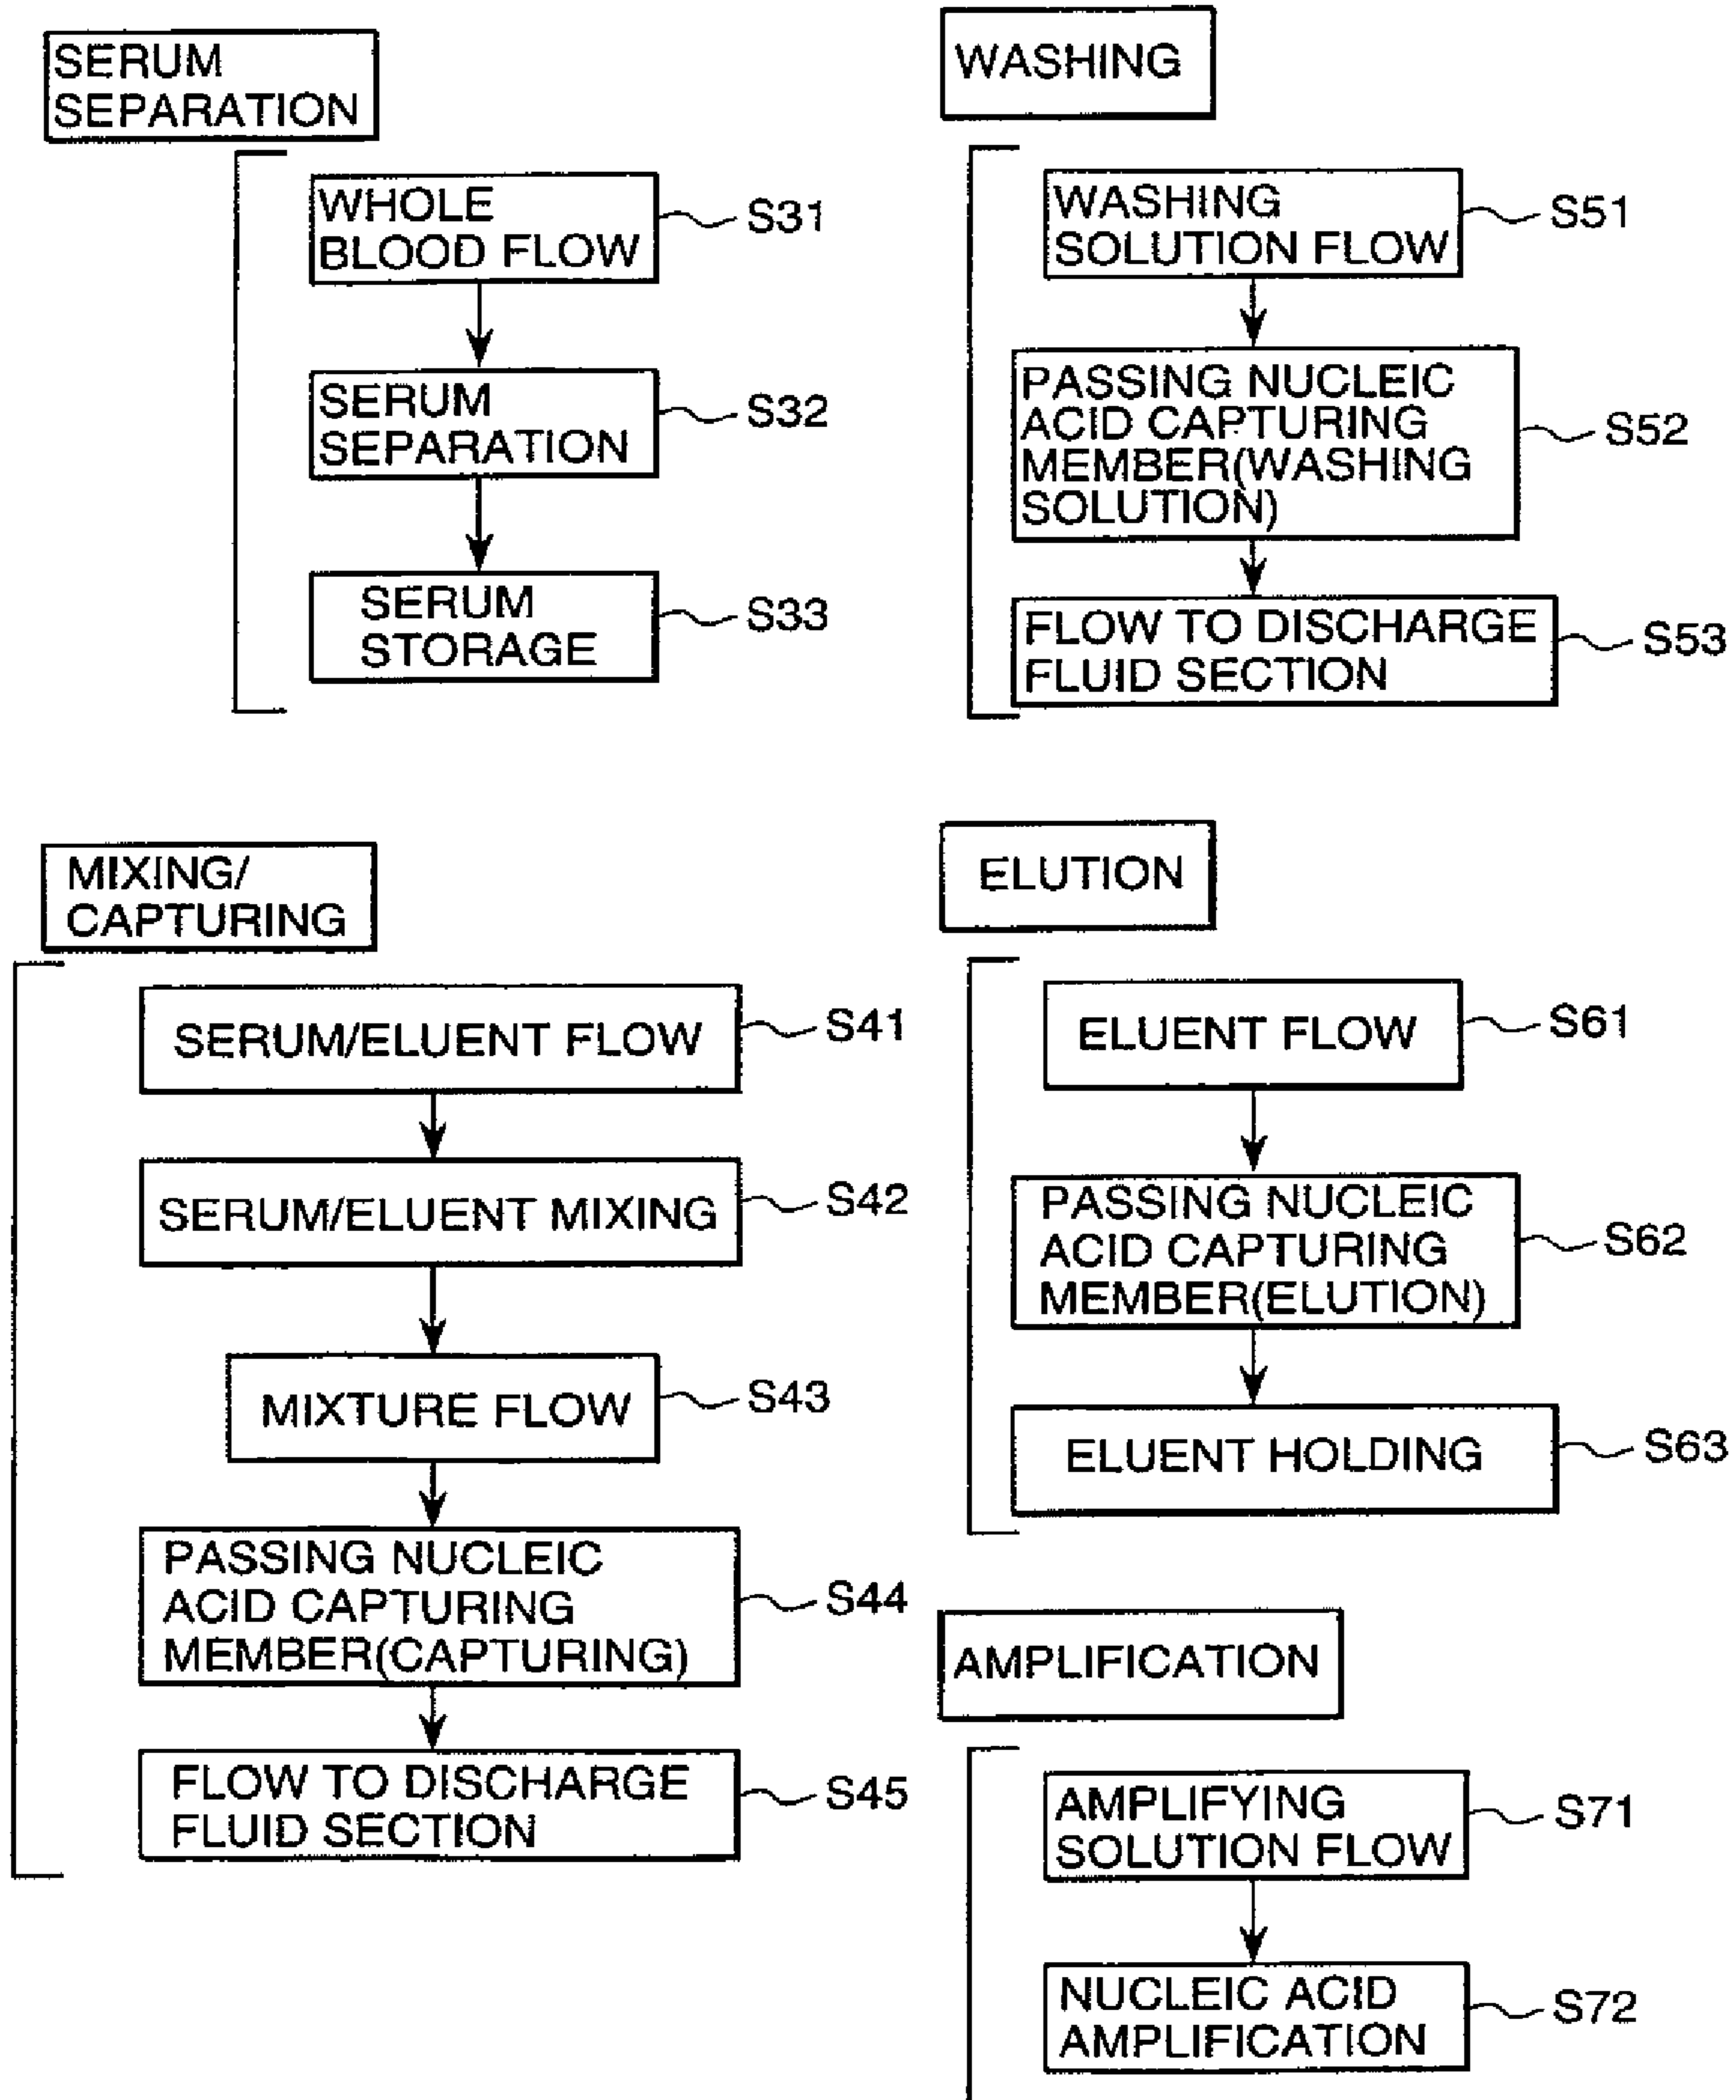 SERUM
SEPARATION
WHOLE
BLOOD FLOW
S31
SERUM
SEPARATION
S32
SERUM
STORAGE
S33
MIXING/
CAPTURING
SERUM/ELUENT FLOW
S41
SERUM/ELUENT MIXING
S42
MIXTURE FLOW
S43
PASSING NUCLEIC
ACID CAPTURING
MEMBER(CAPTURING)
S44
FLOW TO DISCHARGE
FLUID SECTION
S45
WASHING
WASHING
SOLUTION FLOW
S51
PASSING NUCLEIC
ACID CAPTURING
MEMBER(WASHING
SOLUTION)
S52
FLOW TO DISCHARGE
FLUID SECTION
S53
ELUTION
ELUENT FLOW
S61
PASSING NUCLEIC
ACID CAPTURING
MEMBER(ELUTION)
S62
ELUENT HOLDING
S63
AMPLIFICATION
AMPLIFYING
SOLUTION FLOW
S71
NUCLEIC ACID
AMPLIFICATION
S72